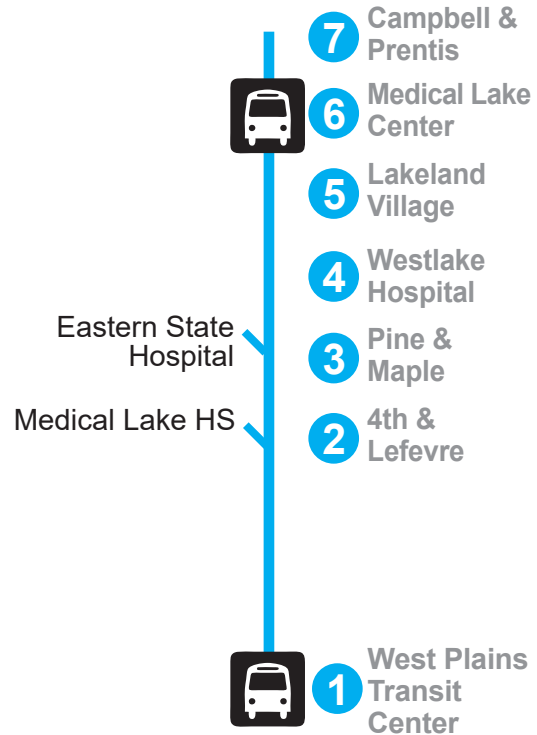 7
Campbell &
Prentis
6
Medical Lake
Center
5
Lakeland
Village
4
Westlake
Hospital
Eastern State
Hospital
3
Pine &
Maple
Medical Lake HS
2
4th &
Lefevre
1
West Plains
Transit
Center